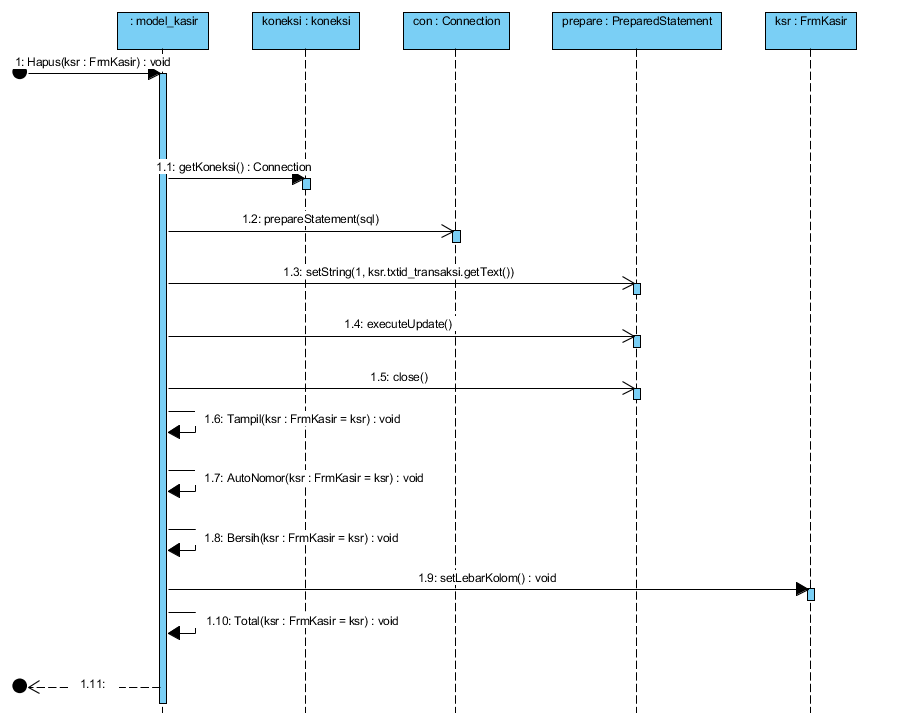 : model_kasir
koneksi : koneksi
con : Connection
prepare : PreparedStatement
ksr : FrmKasir
1: Hapus(ksr : FrmKasir) : void
1.1: getKoneksi() : Connection
1.2: prepareStatement(sql)
1.3: setString(1, ksr.txtid_transaksi.getText())
1.4: executeUpdate()
1.5: close()
1.6: Tampil(ksr : FrmKasir = ksr) : void
1.7: AutoNomor(ksr : FrmKasir = ksr) : void
1.8: Bersih(ksr : FrmKasir = ksr) : void
1.9: setLebarKolom() : void
1.10: Total(ksr : FrmKasir = ksr) : void
1.11: